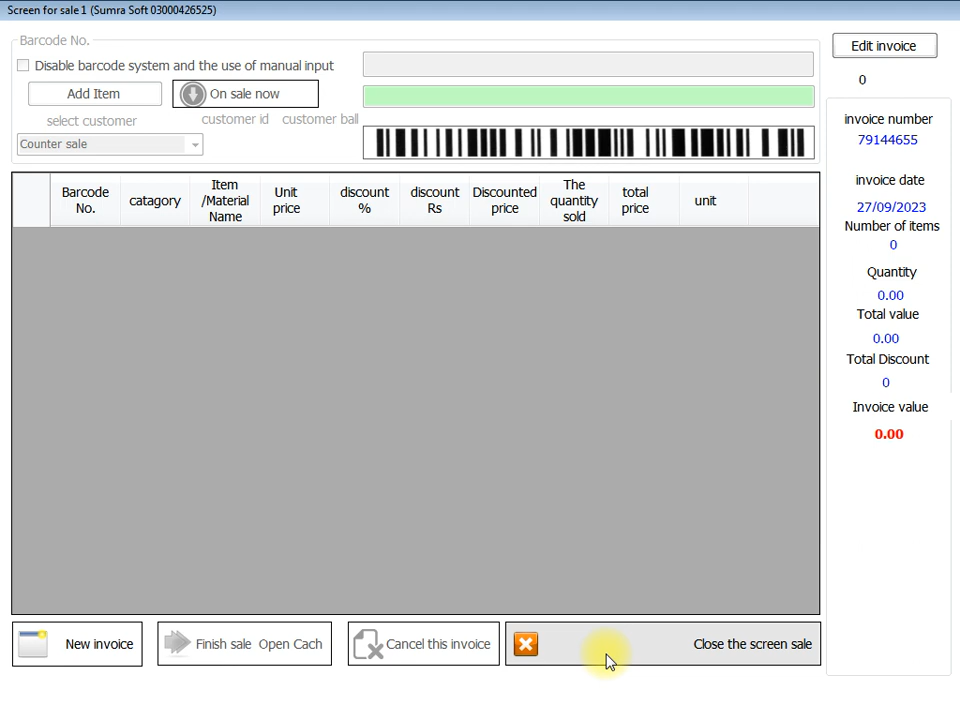 Screen for sale 1 (Sumra Soft 03000426525)
Barcode No.
Disable barcode system and the use of manual input
Add Item
On sale now
select customer
customer id
customer ball
Counter sale
Edit invoice
0
Barcode No.
catagory
Item /Material Name
Unit price
discount %
discount Rs
Discounted price
The quantity sold
total price
unit
invoice number
79144655
invoice date
27/09/2023
Number of items
0
Quantity
0.00
Total value
0.00
Total Discount
0
Invoice value
0.00
New invoice
Finish sale Open Cach
Cancel this invoice
Close the screen sale